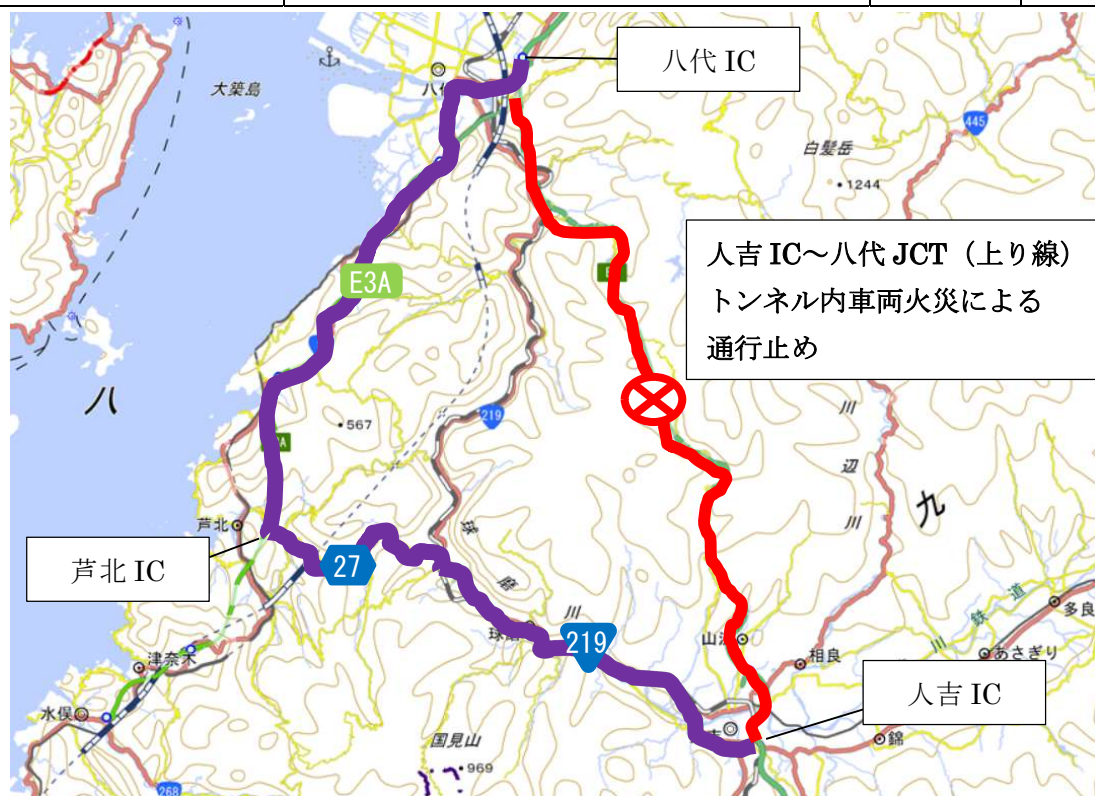 八代 IC
大築島
445
白髪岳
1244
人吉 IC～八代 JCT（上り線）
トンネル内車両火災による
通行止め
E3A
八
567
219
川
辺
川
九
芦北
芦北 IC
27
球
磨
川
219
山江
相良
川 鉄 道
多良
あさぎり
人吉 IC
津奈木
水俣
国見山
969
錦
268